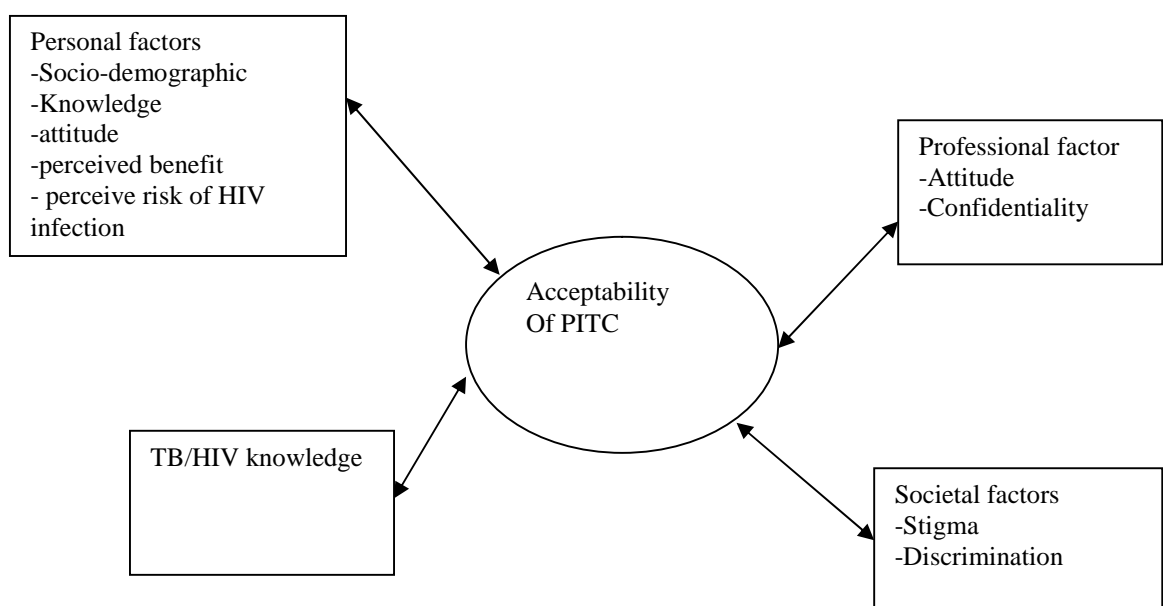 Personal factors
-Socio-demographic
-Knowledge
-attitude
-perceived benefit
- perceive risk of HIV
infection
Professional factor
-Attitude
-Confidentiality
Acceptability
Of PITC
TB/HIV knowledge
Societal factors
-Stigma
-Discrimination